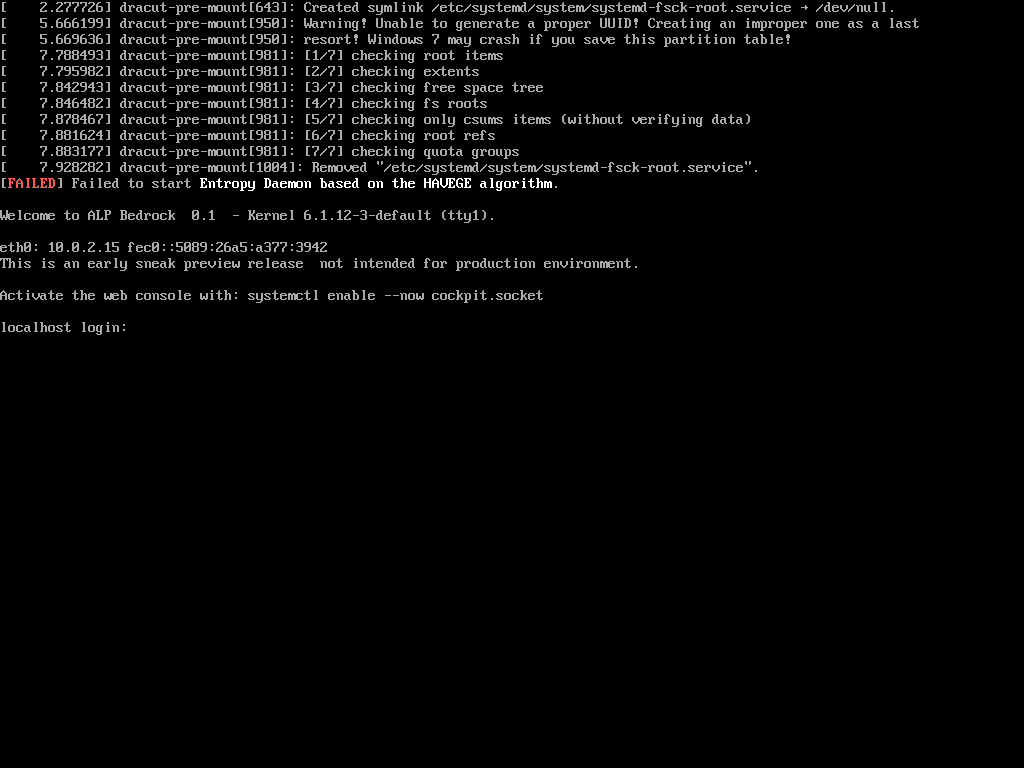 [    2.277726] dracut-pre-mount[643]: Created symlink /etc/systemd/system/systemd-fsck-root.service → /dev/null.
[    5.666199] dracut-pre-mount[950]: Warning! Unable to generate a proper UUID! Creating an improper one as a last
[    5.669636] dracut-pre-mount[950]: resort! Windows 7 may crash if you save this partition table!
[    7.788493] dracut-pre-mount[981]: [1/7] checking root items
[    7.795982] dracut-pre-mount[981]: [2/7] checking extents
[    7.842943] dracut-pre-mount[981]: [3/7] checking free space tree
[    7.846482] dracut-pre-mount[981]: [4/7] checking fs roots
[    7.878467] dracut-pre-mount[981]: [5/7] checking only csums items (without verifying data)
[    7.881624] dracut-pre-mount[981]: [6/7] checking root refs
[    7.883177] dracut-pre-mount[981]: [7/7] checking quota groups
[    7.928282] dracut-pre-mount[1004]: Removed "/etc/systemd/system/systemd-fsck-root.service".
[FAILED] Failed to start Entropy Daemon based on the HAVEGE algorithm.
Welcome to ALP Bedrock  0.1  - Kernel 6.1.12-3-default (tty1).
eth0: 10.0.2.15 fec0::5089:26a5:a377:3942
This is an early sneak preview release  not intended for production environment.
Activate the web console with: systemctl enable --now cockpit.socket
localhost login: